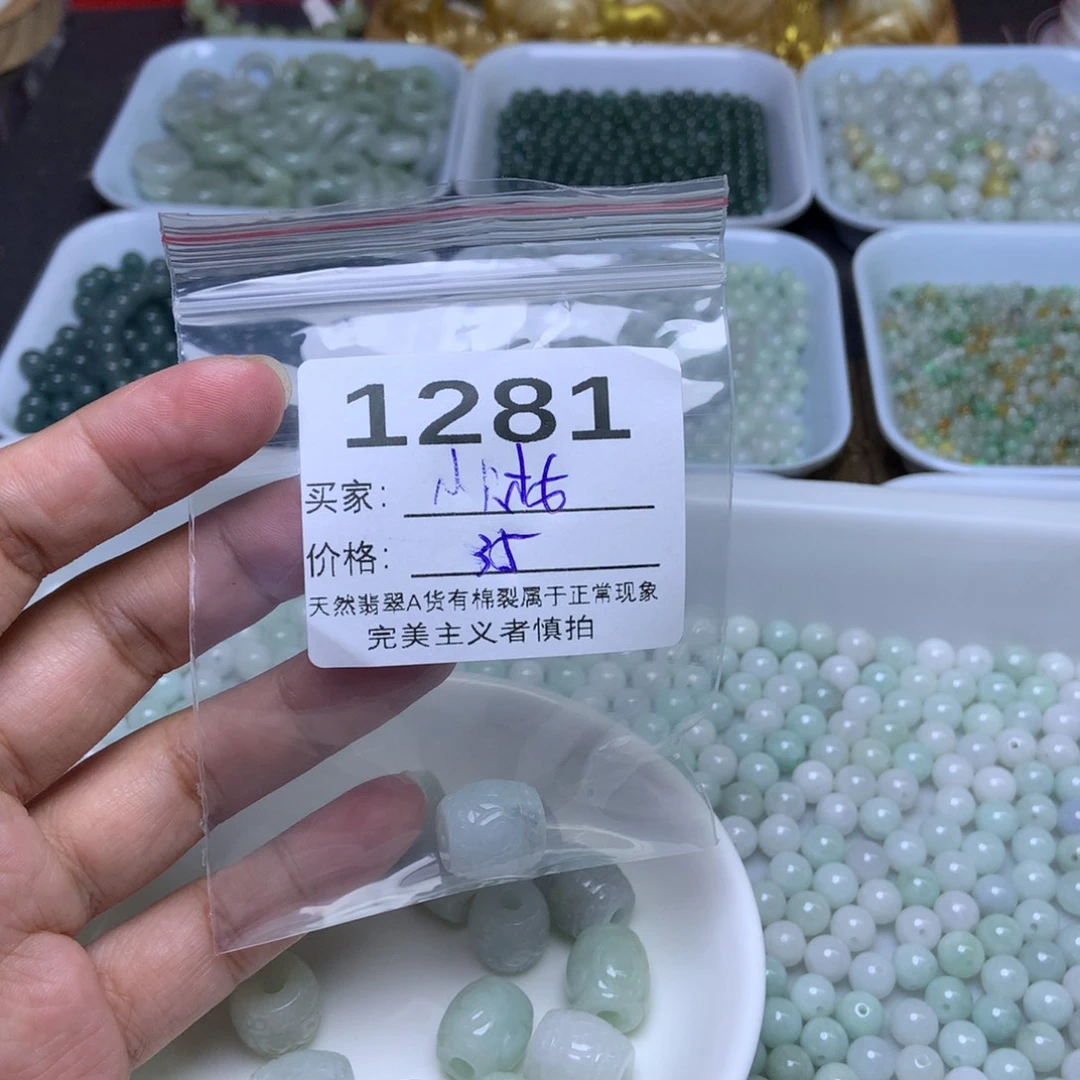 1281
买家：
价格： 35
天然翡翠A货有棉裂属于正常现象
完美主义者慎拍